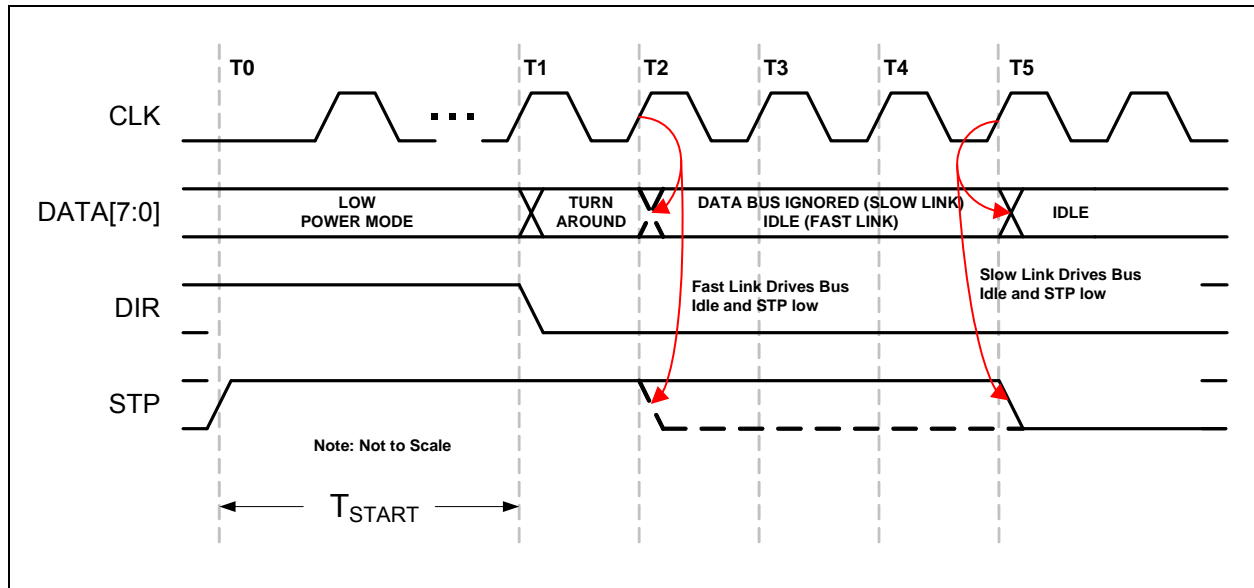 T0 T1 T2 T3 T4 T5
CLK
DATA[7:0]
LOW
POWER MODE
TURN
AROUND
DATA BUS IGNORED (SLOW LINK)
IDLE (FAST LINK)
IDLE
DIR
Fast Link Drives Bus
Idle and STP low
Slow Link Drives Bus
Idle and STP low
STP
Note: Not to Scale
TSTART